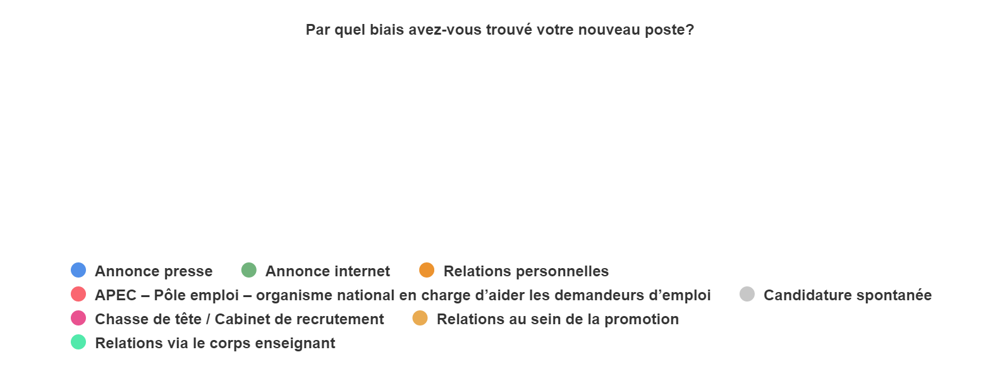 Par quel biais avez-vous trouvé votre nouveau poste?
Annonce presse Annonce internet Relations personnelles
APEC – Pôle emploi – organisme national en charge d’aider les demandeurs d’emploi Candidature spontanée
Chasse de tête / Cabinet de recrutement Relations au sein de la promotion
Relations via le corps enseignant